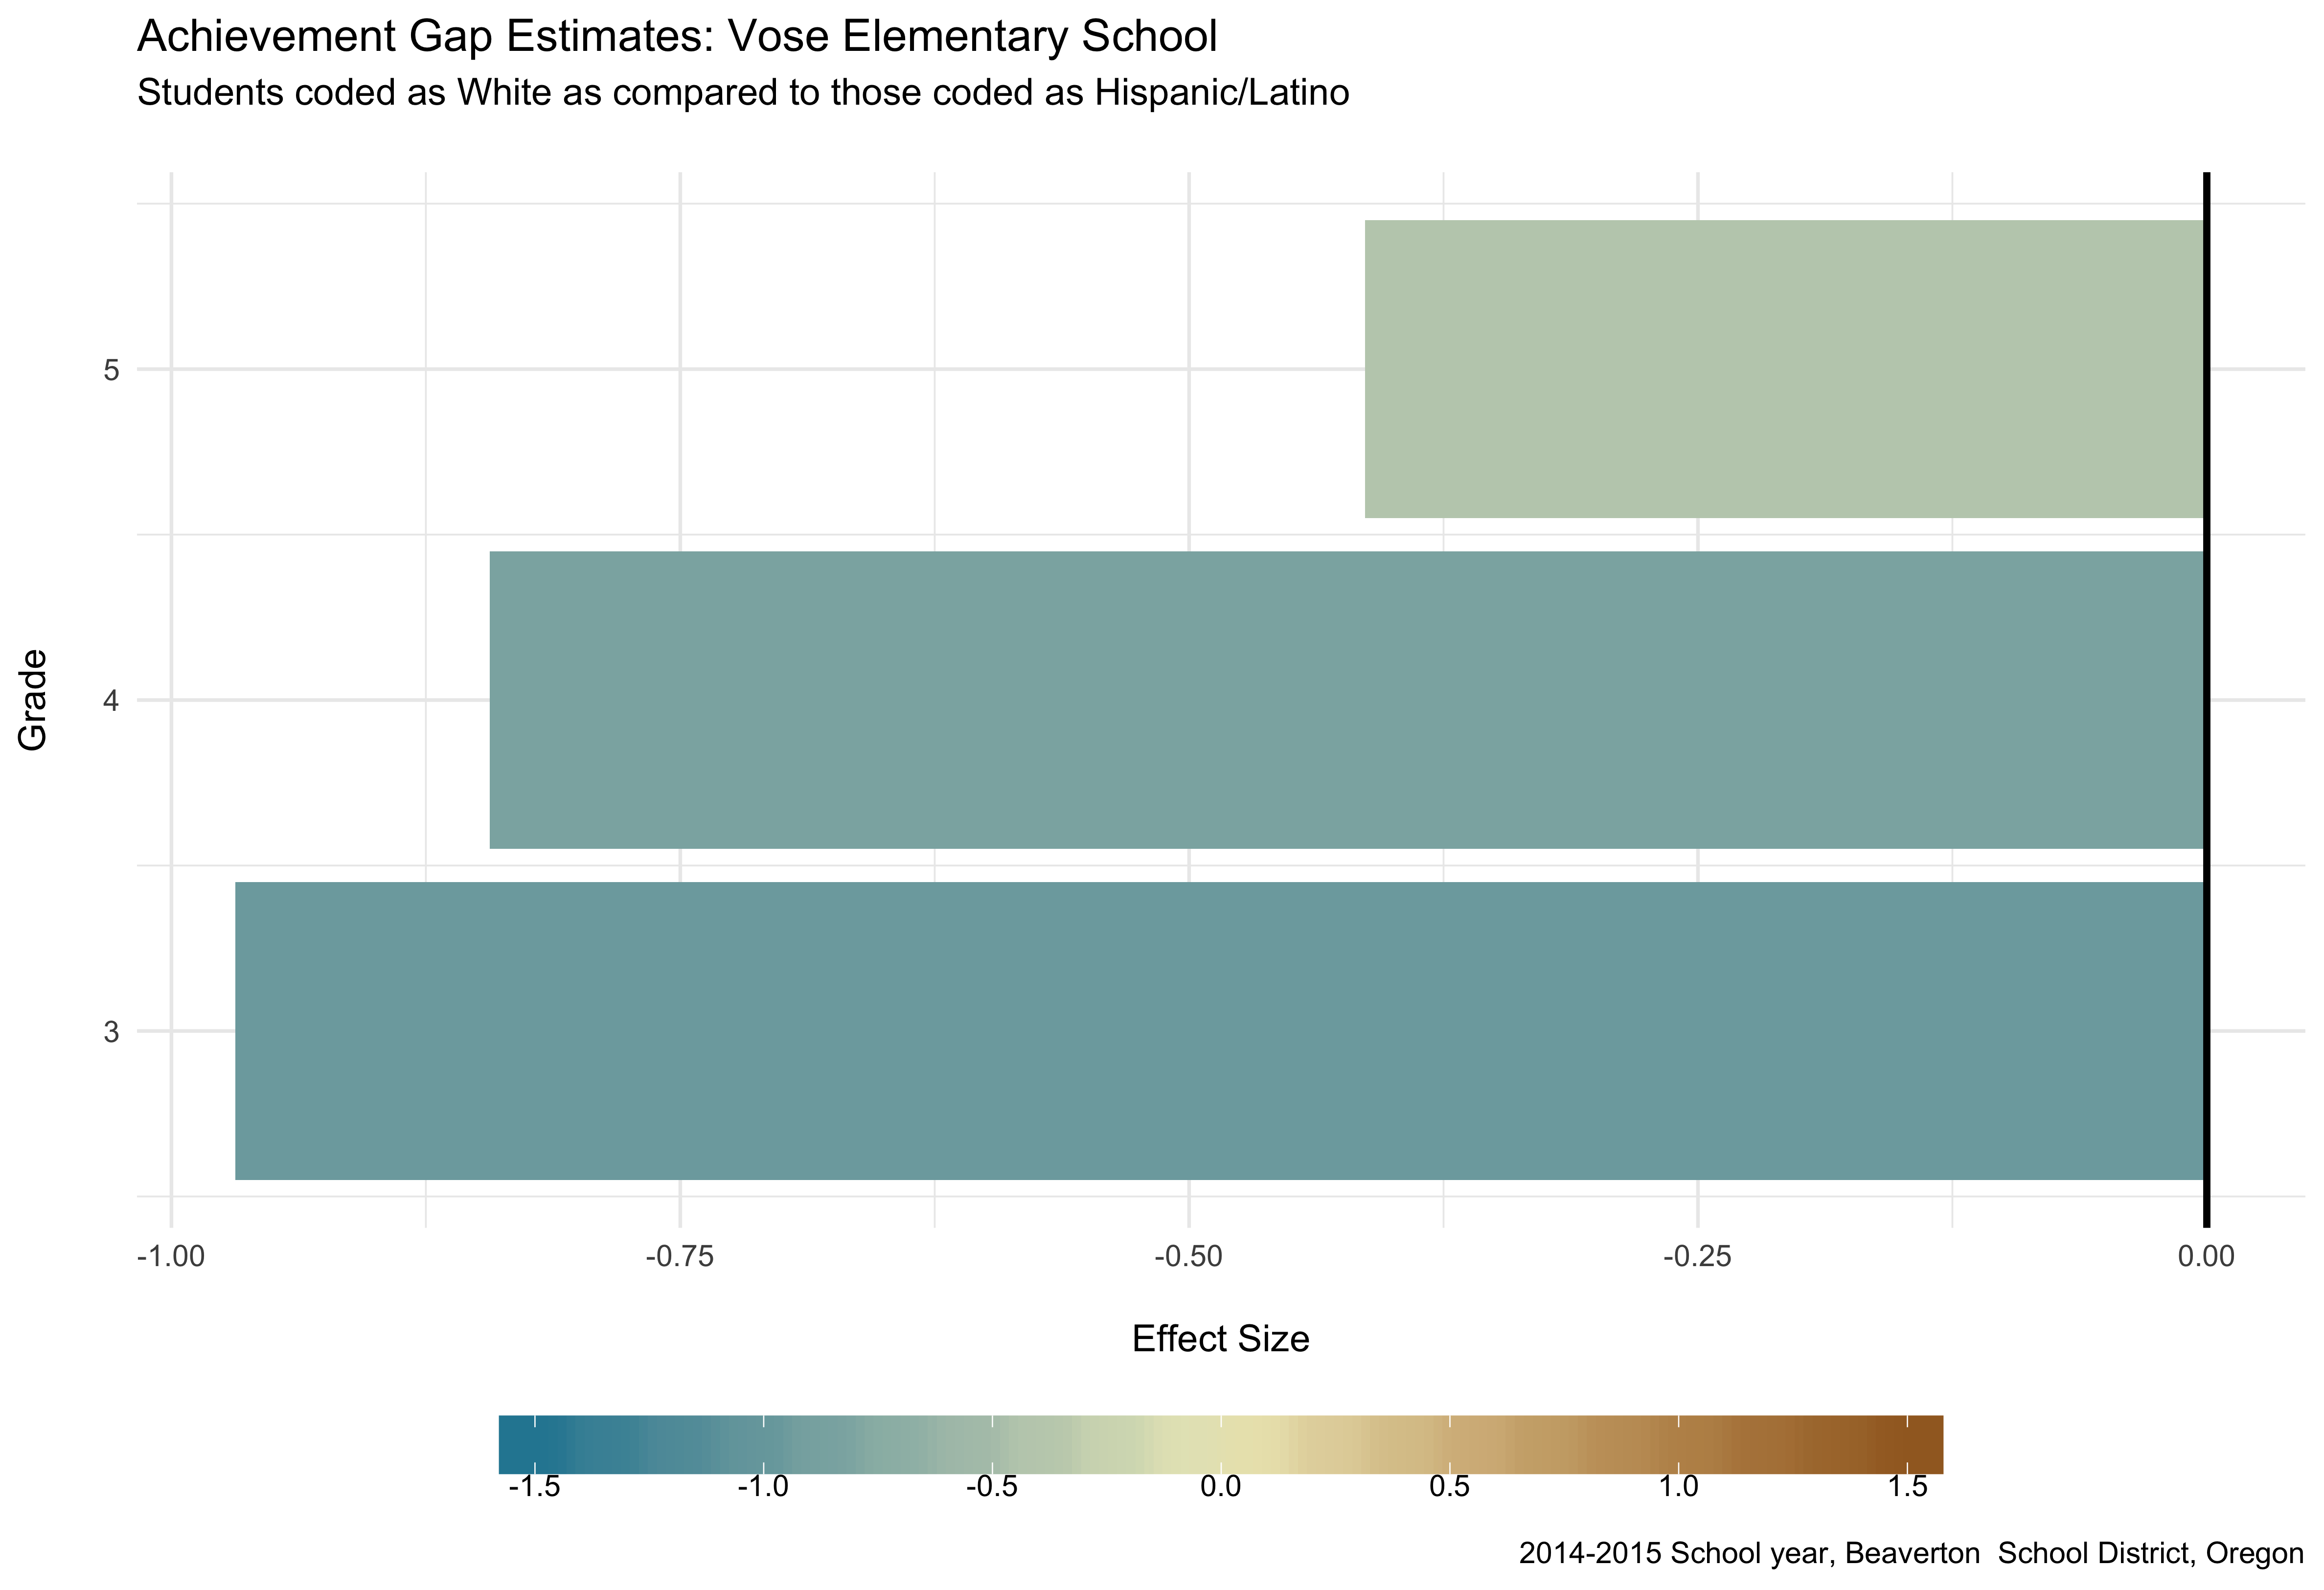 Achievement Gap Estimates: Vose Elementary School
Students coded as White as compared to those coded as Hispanic/Latino
5
4
3
Grade
-1.00 -0.75 -0.50 -0.25 0.00
Effect Size
-1.5 -1.0 -0.5 0.0 0.5 1.0 1.5
2014-2015 School year, Beaverton  School District, Oregon